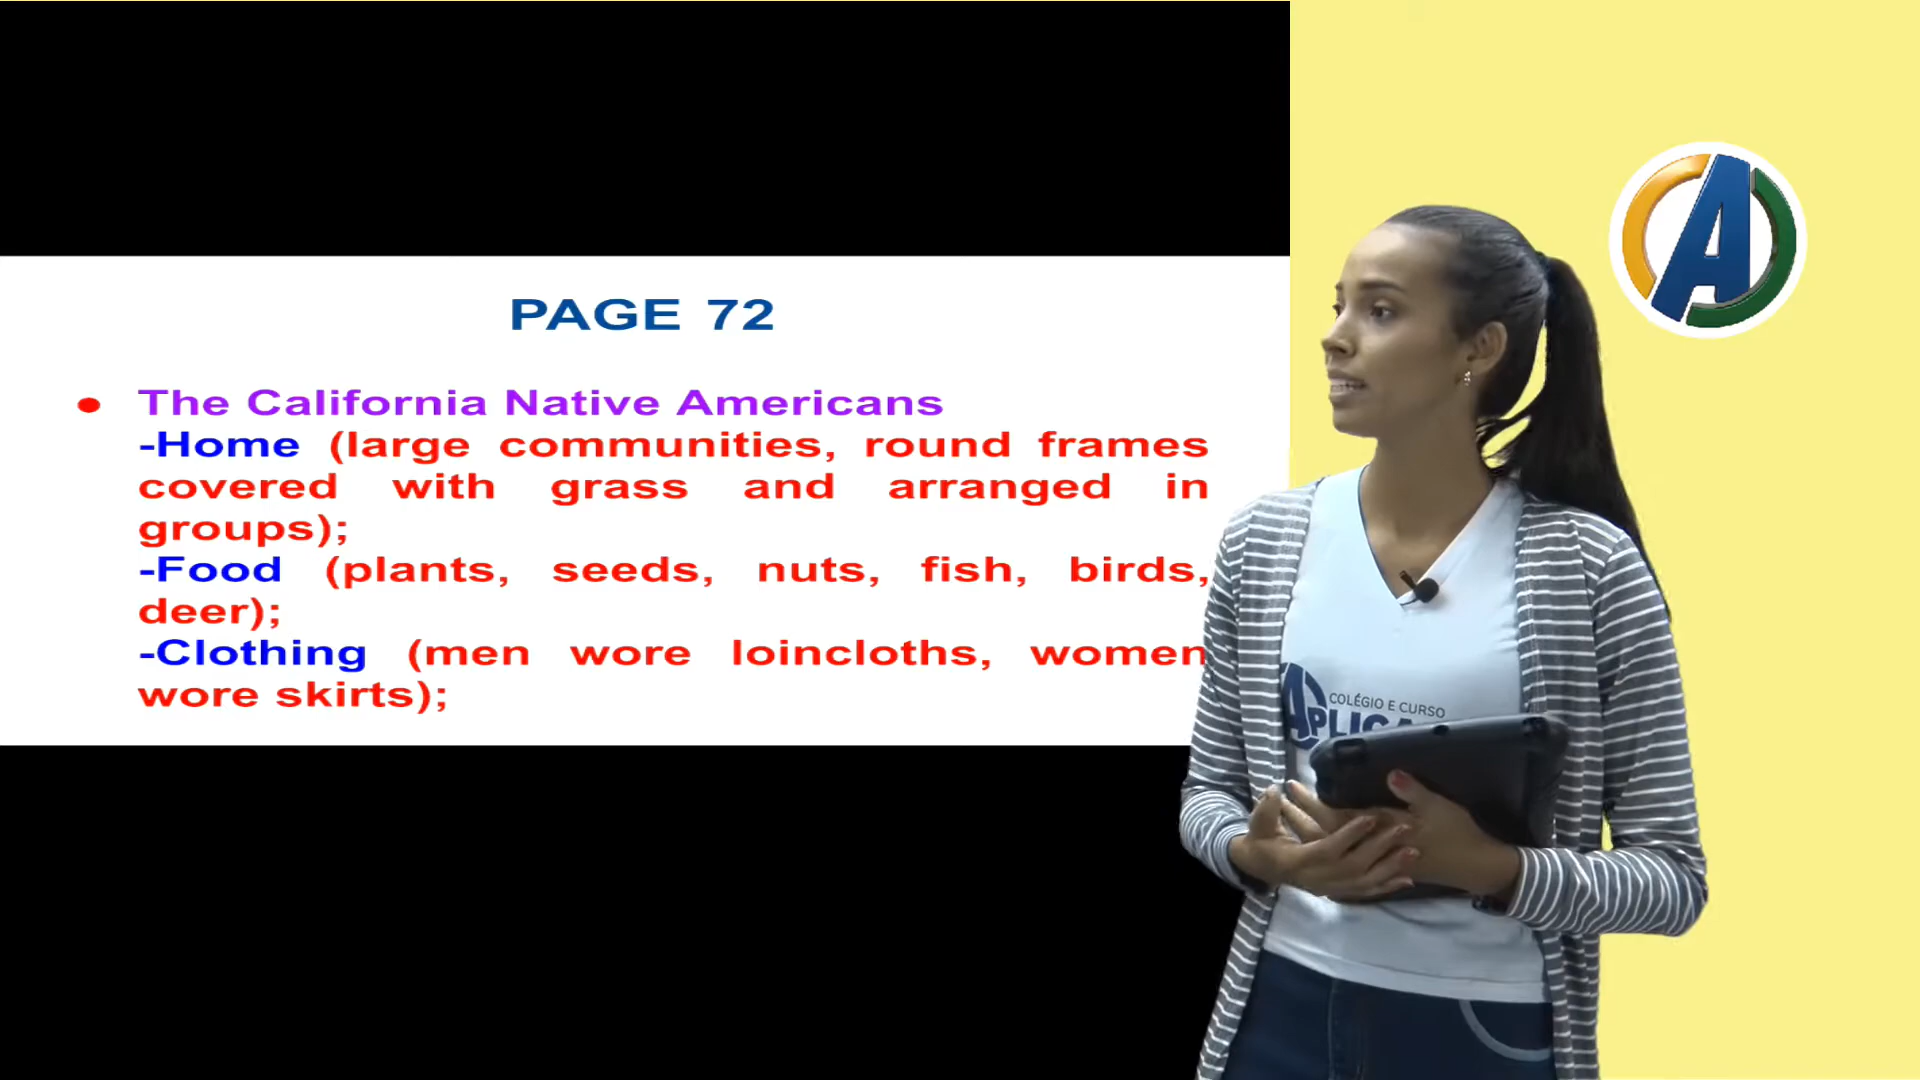 PAGE 72
• The California Native Americans
-Home (large communities, round frames
covered with grass and arranged in
groups);
-Food (plants, seeds, nuts, fish, birds,
deer);
-Clothing (men wore loincloths, women
wore skirts);
A
COLÉGIO E CURSO